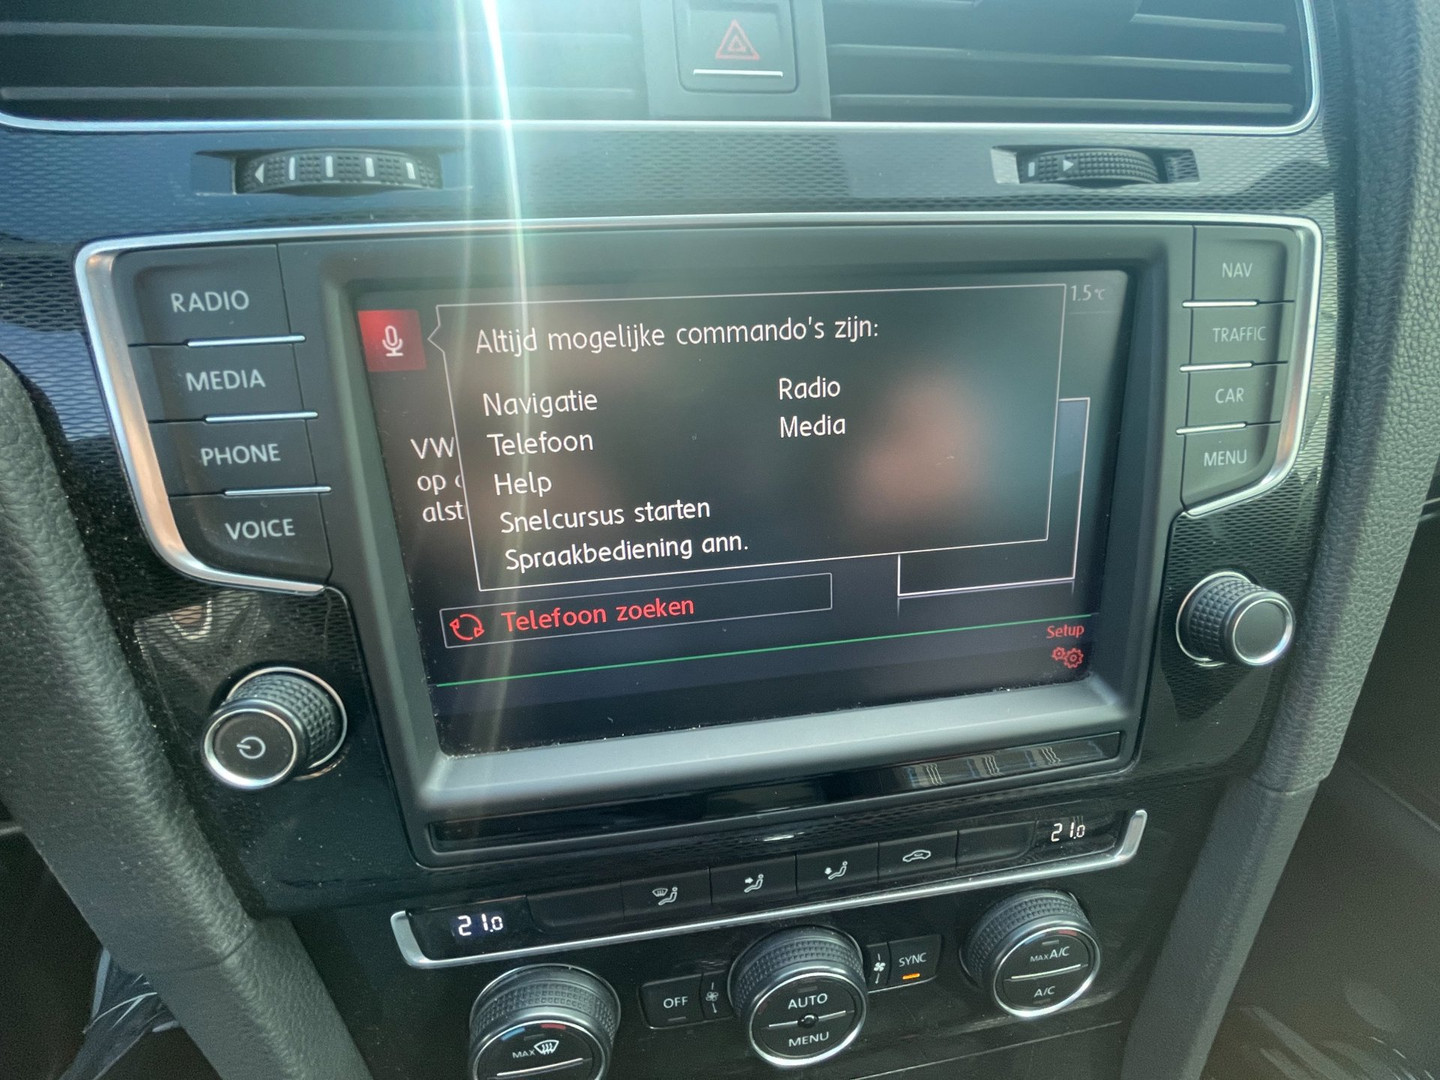 RADIO
MEDIA
PHONE
VOICE
1.5°C
Altijd mogelijke commando's zijn:
Navigatie Radio
Telefoon Media
Help
Snelcursus starten
Spraakbediening ann.
VW
op
alst
Telefoon zoeken
Setup
NAV
TRAFFIC
CAR
MENU
21.0
21.0
MAX
OFF
AUTO
MENU
SYNC
MAX A/C
A/C